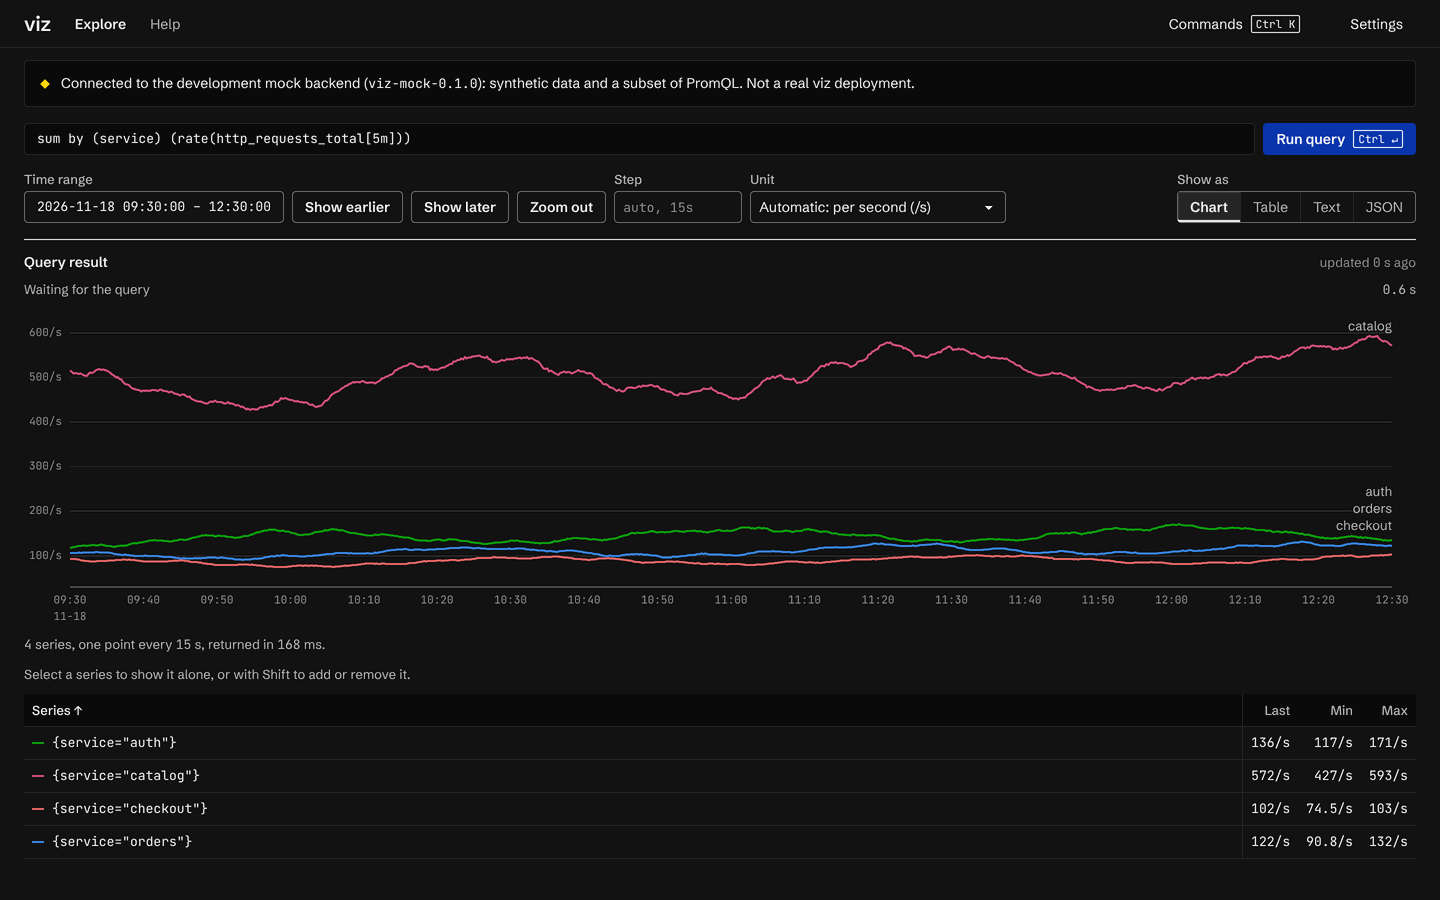 viz Explore Help Commands Ctrl K Settings
Connected to the development mock backend (viz-mock-0.1.0): synthetic data and a subset of PromQL. Not a real viz deployment.
sum by (service) (rate(http_requests_total[5m])) Run query Ctrl ↵
Time range Step Unit Show as
2026-11-18 09:30:00 – 12:30:00 Show earlier Show later Zoom out auto, 15s Automatic: per second (/s) Chart Table Text JSON
Query result updated 0 s ago
Waiting for the query 0.6 s
catalog
600/s
500/s
400/s
300/s
auth
200/s orders
checkout
100/s
09:30 09:40 09:50 10:00 10:10 10:20 10:30 10:40 10:50 11:00 11:10 11:20 11:30 11:40 11:50 12:00 12:10 12:20 12:30
11-18
4 series, one point every 15 s, returned in 168 ms.
Select a series to show it alone, or with Shift to add or remove it.
Series ↑ Last Min Max
{service="auth"} 136/s 117/s 171/s
{service="catalog"} 572/s 427/s 593/s
{service="checkout"} 102/s 74.5/s 103/s
{service="orders"} 122/s 90.8/s 132/s